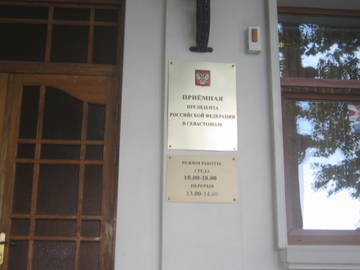 ПРИЁМНАЯ
ПРЕЗИДЕНТА
РОССИЙСКОЙ ФЕДЕРАЦИИ
В СЕВАСТОПОЛЕ
РЕЖИМ РАБОТЫ:
СРЕДА
10.00-18.00
ПЕРЕРЫВ
13.00-14.00